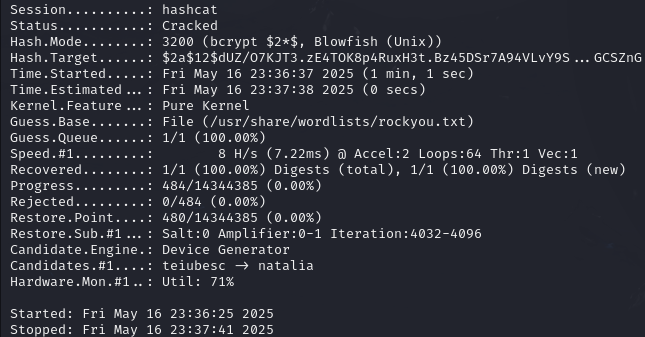 Session..........: hashcat
Status...........: Cracked
Hash.Mode........: 3200 (bcrypt $2*$, Blowfish (Unix))
Hash.Target......: $2a$12$dUZ/O7KJT3.zE4TOK8p4RuxH3t.Bz45DSr7A94VLvY9S...GCSZnG
Time.Started.....: Fri May 16 23:36:37 2025 (1 min, 1 sec)
Time.Estimated...: Fri May 16 23:37:38 2025 (0 secs)
Kernel.Feature...: Pure Kernel
Guess.Base.......: File (/usr/share/wordlists/rockyou.txt)
Guess.Queue......: 1/1 (100.00%)
Speed.#1.........:        8 H/s (7.22ms) @ Accel:2 Loops:64 Thr:1 Vec:1
Recovered........: 1/1 (100.00%) Digests (total), 1/1 (100.00%) Digests (new)
Progress.........: 484/14344385 (0.00%)
Rejected.........: 0/484 (0.00%)
Restore.Point....: 480/14344385 (0.00%)
Restore.Sub.#1...: Salt:0 Amplifier:0-1 Iteration:4032-4096
Candidate.Engine.: Device Generator
Candidates.#1....: teiubesc -> natalia
Hardware.Mon.#1..: Util: 71%

Started: Fri May 16 23:36:25 2025
Stopped: Fri May 16 23:37:41 2025